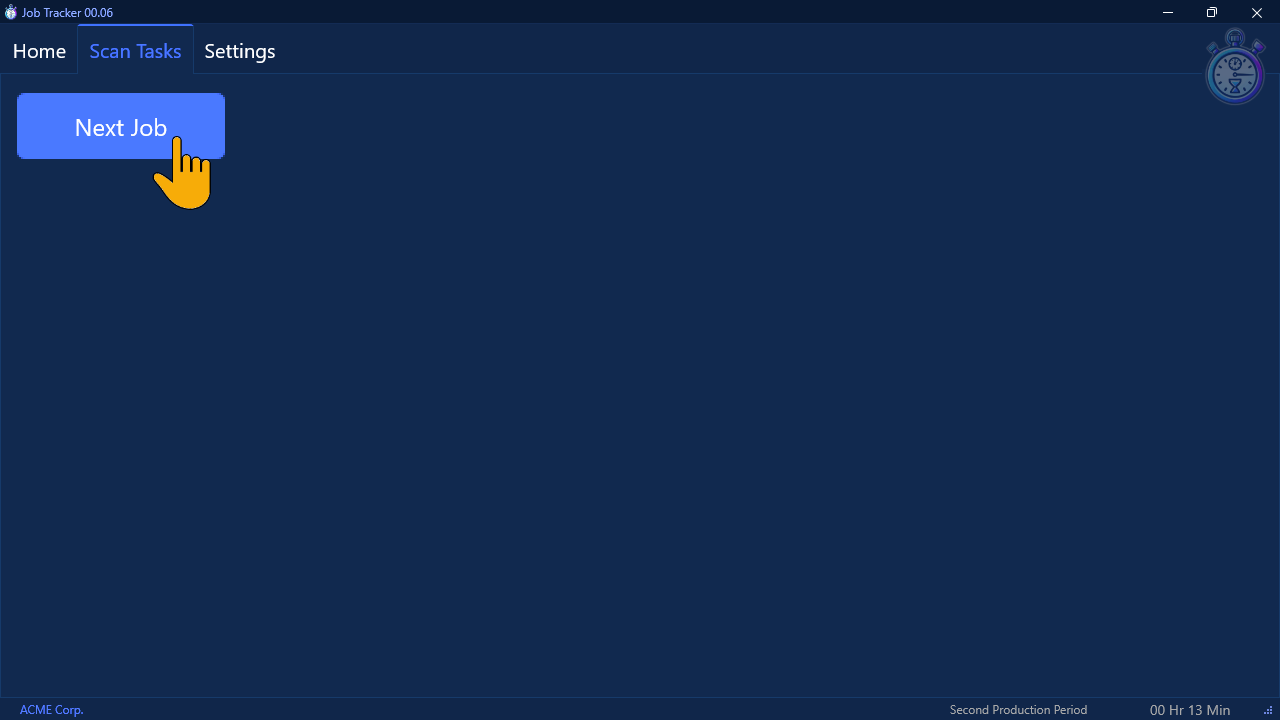 Job Tracker 00.06
Home Scan Tasks Settings
Next Job
ACME Corp. Second Production Period 00 Hr 13 Min